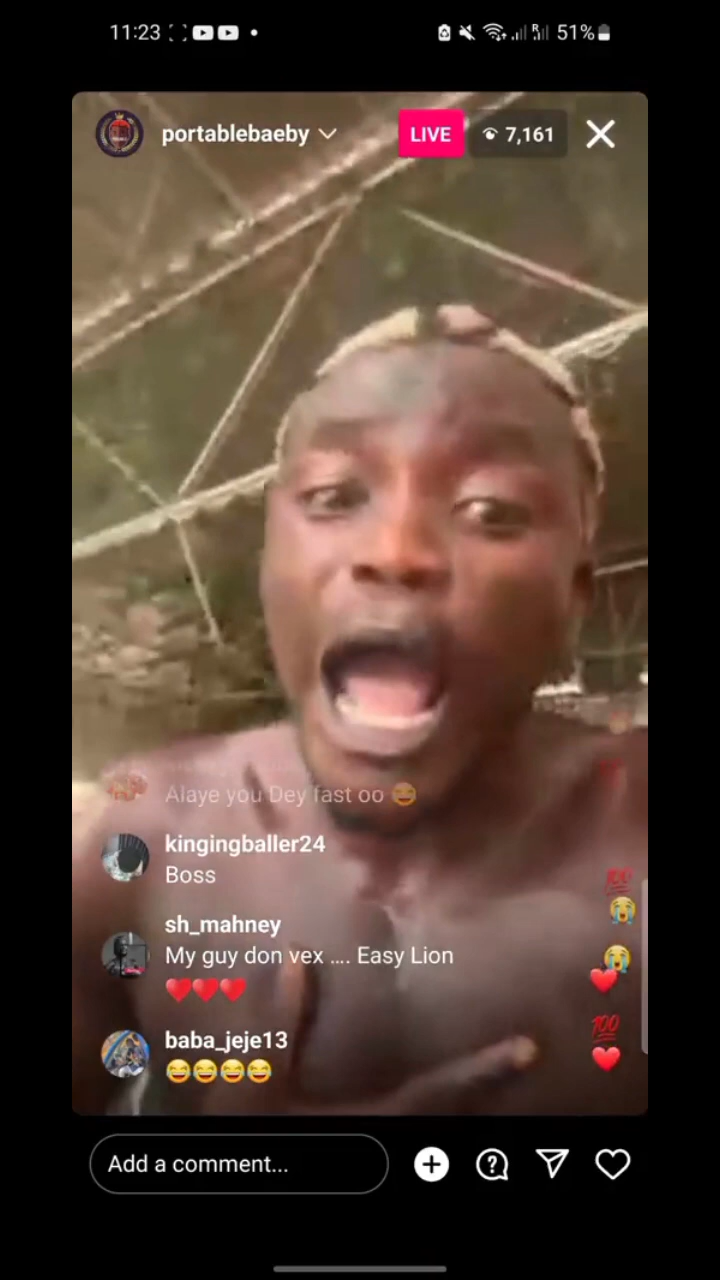 11:23
51%
portablebaeby
LIVE
7,161
Alaye you Dey fast oo 😂
kingingballer24
Boss
sh_mahney
My guy don vex .... Easy Lion
❤️❤️❤️
baba_jeje13
😂😂😂😂
💯
💯
Add a comment...